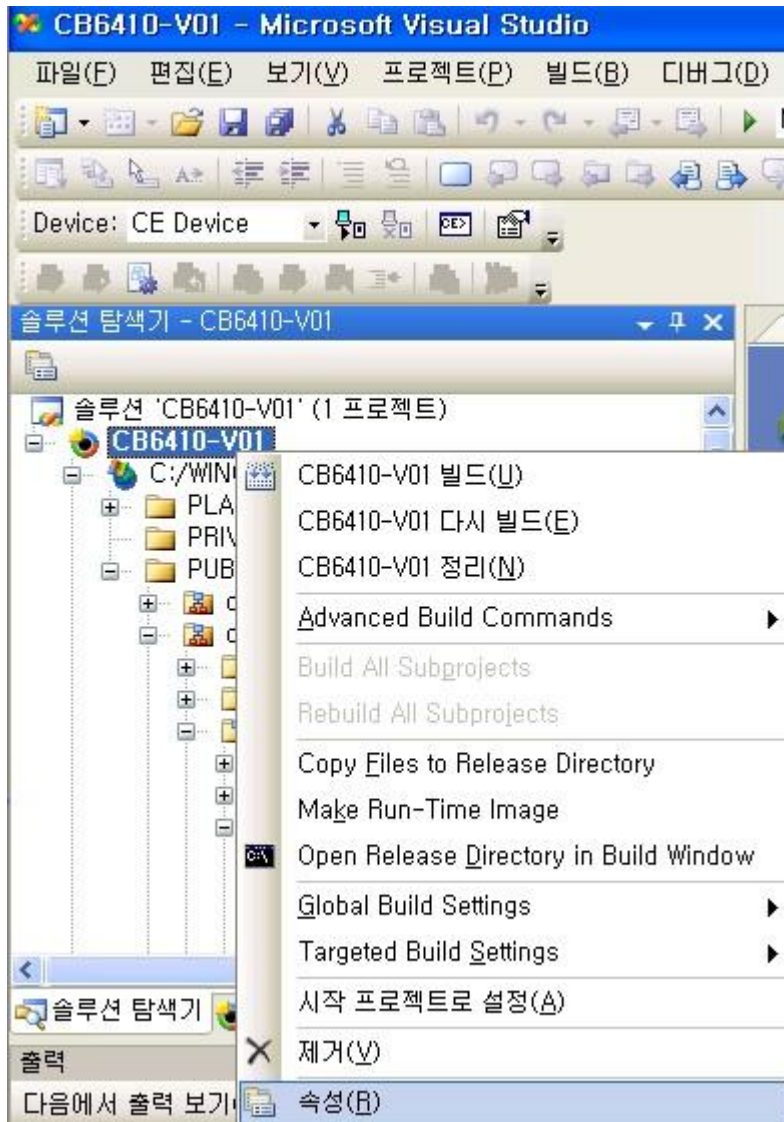 CB6410-V01 - Microsoft Visual Studio
파일(F) 편집(E) 보기(V) 프로젝트(P) 빌드(B) 디버그(D)
Device: CE Device
솔루션 탐색기 - CB6410-V01
솔루션 'CB6410-V01' (1 프로젝트)
CB6410-V01
C:/WIN
PLA
PRIV
PUB
CB6410-V01 빌드(U)
CB6410-V01 다시 빌드(E)
CB6410-V01 정리(N)
Advanced Build Commands
Build All Subprojects
Rebuild All Subprojects
Copy Files to Release Directory
Make Run-Time Image
Open Release Directory in Build Window
Global Build Settings
Targeted Build Settings
시작 프로젝트로 설정(A)
제거(V)
속성(R)
솔루션 탐색기
출력
다음에서 출력 보기